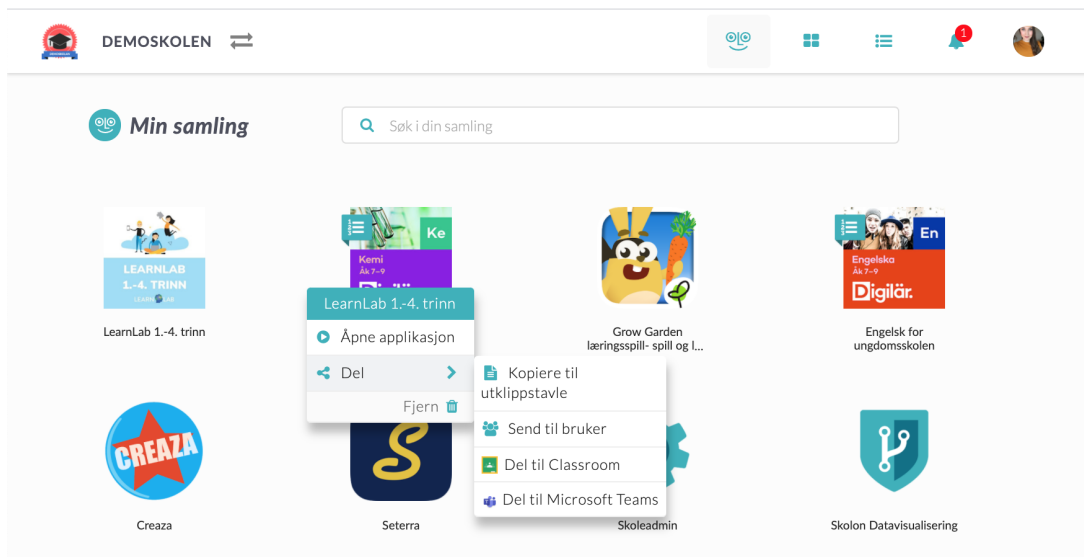 DEMOSKOLEN
1
Min samling
Søk i din samling
LEARNLAB
1.-4. TRINN
LEARN LAB
LearnLab 1.-4. trinn
Ke
Kemi
Åk 7-9
En
Engelska
Åk 7-9
Digilär.
Grow Garden
læringsspill- spill og l...
Engelsk for
ungdomsskolen
LearnLab 1.-4. trinn
Åpne applikasjon
Del
Fjern
Kopiere til
utklippstavle
Send til bruker
Del til Classroom
Del til Microsoft Teams
CREAZA
S
Creaza
Seterra
Skoleadmin
Skolon Datavisualisering